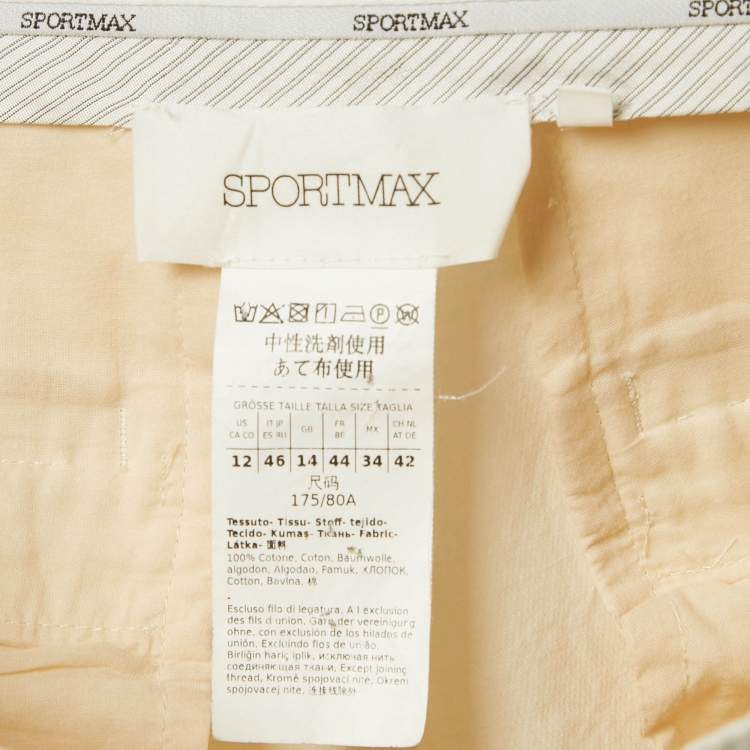 SPORTMAX
SPORTMAX
SPORTMAX
SPORTMAX
中性洗剤使用
あて布使用
GRÖSSE TAILLE TALLA SIZE TAGLIA
US CA CO
IT JP ES RU
GB
FR BE
MX
CH NL AT DE
12 46 14 44 34 42
尺码
175/80A
Tessuto- Tissu- Stoff- tejido-
Tecido- Kumaş- Ткань- Fabric-
Látka- 面料
100% Cotone, Coton, Baumwolle,
algodon, Algodao, Pamuk, ХЛОПОК,
Cotton, Bavlna, 棉
Escluso filo di legatura, A l exclusion
des fils d union, Garn der vereinigung
ohne, con exclusión de los hilados de
unión, Excluindo fios de união,
Birliğin hariç iplik, исключая нить
соединяющая ткани, Except joining
thread, Kromě spojovací nite, Okrem
spojovacej nite, 连接线除外